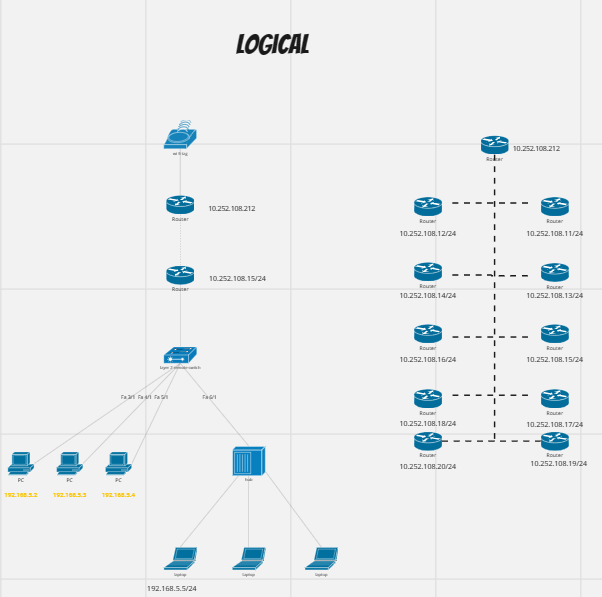 LOGICAL
Router
10.252.108.212
Router
10.252.108.15/24
Router
Layer 2 remote switch
Fa 3/1 Fa 4/1 Fa 5/1
Fa 6/1
PC
PC
PC
192.168.5.2
192.168.5.3
192.168.5.4
hub
laptop
laptop
laptop
192.168.5.5/24
10.252.108.212
Router
Router
Router
10.252.108.12/24
10.252.108.11/24
Router
Router
10.252.108.14/24
10.252.108.13/24
Router
Router
10.252.108.16/24
10.252.108.15/24
Router
Router
10.252.108.18/24
10.252.108.17/24
Router
Router
10.252.108.20/24
10.252.108.19/24